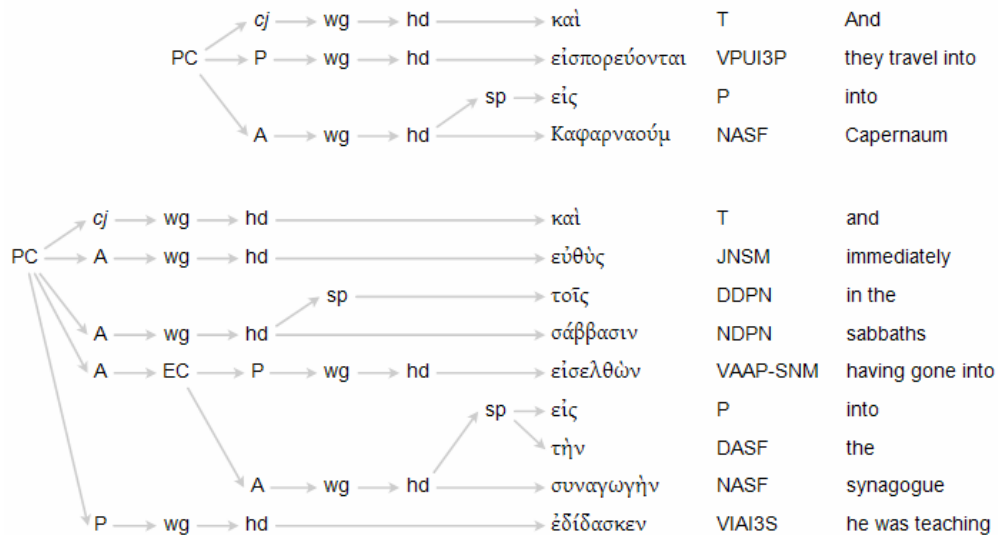 cj wg hd καὶ T And
PC P wg hd εἰσπορεύονται VPUI3P they travel into
sp εἰς P into
A wg hd Καφαρναούμ NASF Capernaum
cj wg hd καὶ T and
PC A wg hd εὐθὺς JNSM immediately
sp τοῖς DDPN in the
A wg hd σάββασιν NDPN sabbaths
A EC P wg hd εἰσελθὼν VAAP-SNM having gone into
sp εἰς P into
τὴν DASF the
A wg hd συναγωγὴν NASF synagogue
P wg hd ἐδίδασκεν VIAI3S he was teaching